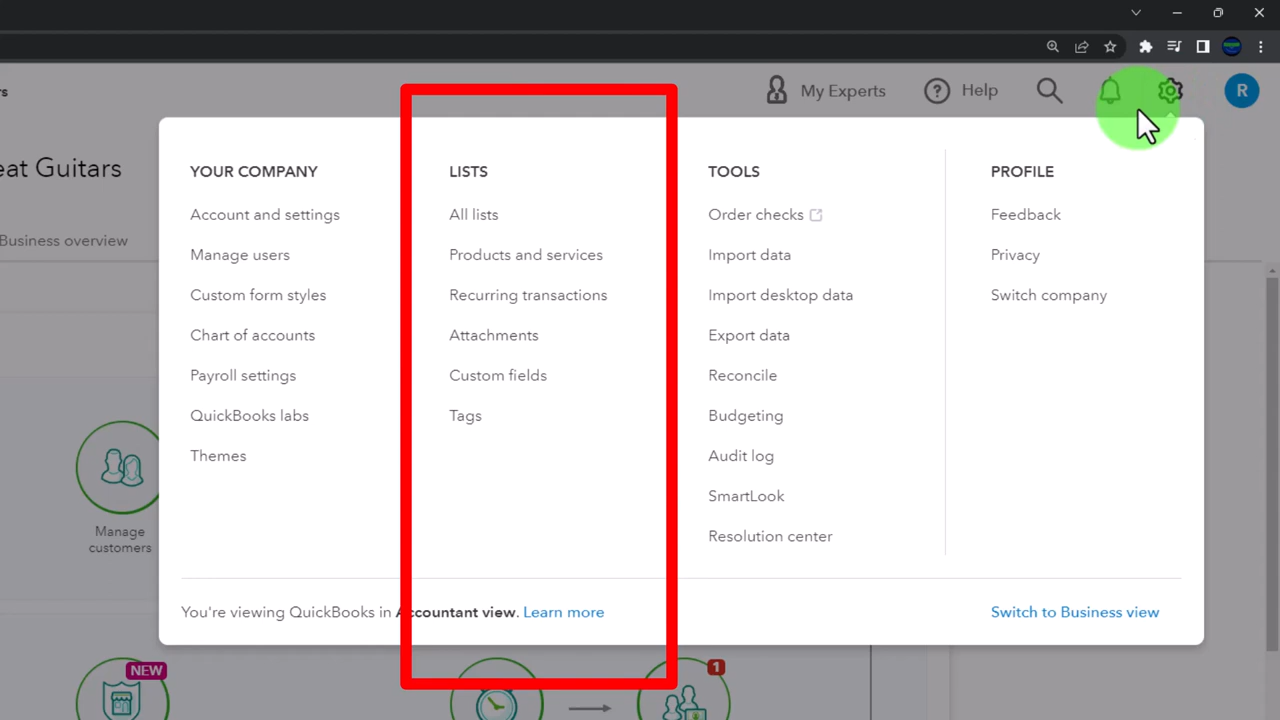 rs
My Experts
Help
R
eat Guitars
Business overview
YOUR COMPANY
Account and settings
Manage users
Custom form styles
Chart of accounts
Payroll settings
QuickBooks labs
Themes
LISTS
All lists
Products and services
Recurring transactions
Attachments
Custom fields
Tags
TOOLS
Order checks
Import data
Import desktop data
Export data
Reconcile
Budgeting
Audit log
SmartLook
Resolution center
PROFILE
Feedback
Privacy
Switch company
You're viewing QuickBooks in Accountant view. Learn more
Switch to Business view
Manage
customers
NEW
1